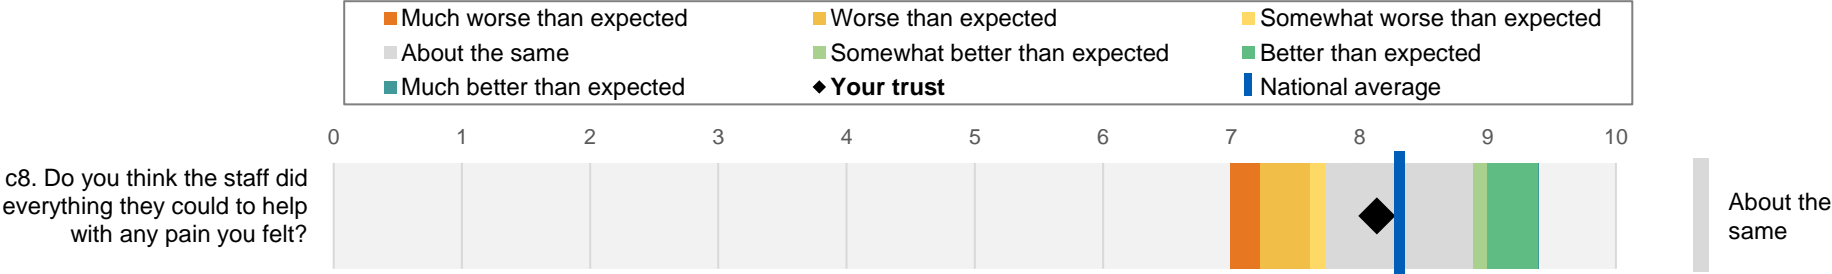 Much worse than expected Worse than expected Somewhat worse than expected
About the same Somewhat better than expected Better than expected
Much better than expected Your trust National average
0 1 2 3 4 5 6 7 8 9 10
c8. Do you think the staff did
everything they could to help
with any pain you felt?
About the
same